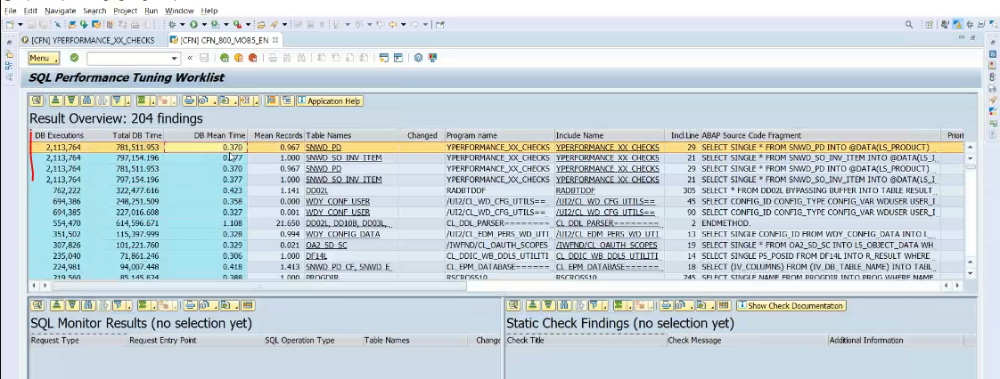 File Edit Navigate Search Project Run Window Help
[CFN] YPERFORMANCE_XX_CHECKS [CFN] CFN_800_MOB5_EN
Menu
SQL Performance Tuning Worklist
Application Help
Result Overview: 204 findings
DB Executions Total DB Time DB Mean Time Mean Records Table Names Changed Program name Include Name Incl.Line ABAP Source Code Fragment Priori
2,113,764 781,511.953 0.370 0.967 SNWD_PD YPERFORMANCE_XX_CHECKS YPERFORMANCE_XX_CHECKS 29 SELECT SINGLE * FROM SNWD_PD INTO @DATA(LS_PRODUCT)
2,113,764 797,154.196 0.377 1.000 SNWD_SO_INV_ITEM YPERFORMANCE_XX_CHECKS YPERFORMANCE_XX_CHECKS 21 SELECT SINGLE * FROM SNWD_SO_INV_ITEM INTO @DATA(LS_I
2,113,764 781,511.953 0.370 0.967 SNWD_PD YPERFORMANCE_XX_CHECKS YPERFORMANCE_XX_CHECKS 29 SELECT SINGLE * FROM SNWD_PD INTO @DATA(LS_PRODUCT)
2,113,764 797,154.196 0.377 1.000 SNWD_SO_INV_ITEM YPERFORMANCE_XX_CHECKS YPERFORMANCE_XX_CHECKS 21 SELECT SINGLE * FROM SNWD_SO_INV_ITEM INTO @DATA(LS_I
762,222 322,477.616 0.423 1.141 DD02L RADBTDDF RADBTDDF 305 SELECT * FROM DD02L BYPASSING BUFFER INTO TABLE RESULT
694,386 248,251.509 0.358 0.000 WDY_CONF_USER /UI2/CL_WD_CFG_UTILS== /UI2/CL_WD_CFG_UTILS== 45 SELECT CONFIG_ID CONFIG_TYPE CONFIG_VAR WDUSER USER_I
694,385 227,016.608 0.327 0.001 WDY_CONF_USER /UI2/CL_WD_CFG_UTILS== /UI2/CL_WD_CFG_UTILS== 90 SELECT CONFIG_ID CONFIG_TYPE CONFIG_VAR WDUSER USER_I
554,470 614,596.671 1.108 21.650 DD02L, DD10B, DD03L, CL_DDL_PARSER======== CL_DDL_PARSER======== 2 ENDMETHOD.
351,502 115,397.999 0.328 0.994 WDY_CONFIG_DATA /UI2/CL_EDM_PERS_WD_UTI /UI2/CL_EDM_PERS_WD_UTI 13 SELECT SINGLE CONFIG_ID FROM WDY_CONFIG_DATA INTO L
307,826 101,221.760 0.329 0.021 OA2_SD_SC /IWFND/CL_OAUTH_SCOPES /IWFND/CL_OAUTH_SCOPES 19 SELECT SINGLE * FROM OA2_SD_SC INTO LS_OBJECT_DATA WH
235,040 71,861.246 0.306 1.000 DF14L CL_DDIC_WB_DDLS_UTILITI CL_DDIC_WB_DDLS_UTILITI 14 SELECT SINGLE PS_POSID FROM DF14L INTO R_RESULT WHERE
224,981 94,007.448 0.418 1.413 SNWD_PD_CF, SNWD_E CL_EPM_DATABASE====== CL_EPM_DATABASE====== 18 SELECT (IV_COLUMNS) FROM (IV_DB_TABLE_NAME) INTO TABL
219,560 85,145.624 0.388 1.000 PROGDIR RSCROSS10 RSCROSS10 745 SELECT SINGLE NAME FROM PROGDIR INTO PROG WHERE NAME
Show Check Documentation
SQL Monitor Results (no selection yet) Static Check Findings (no selection yet)
Request Type Request Entry Point SQL Operation Type Table Names Change Check Title Check Message Additional Information